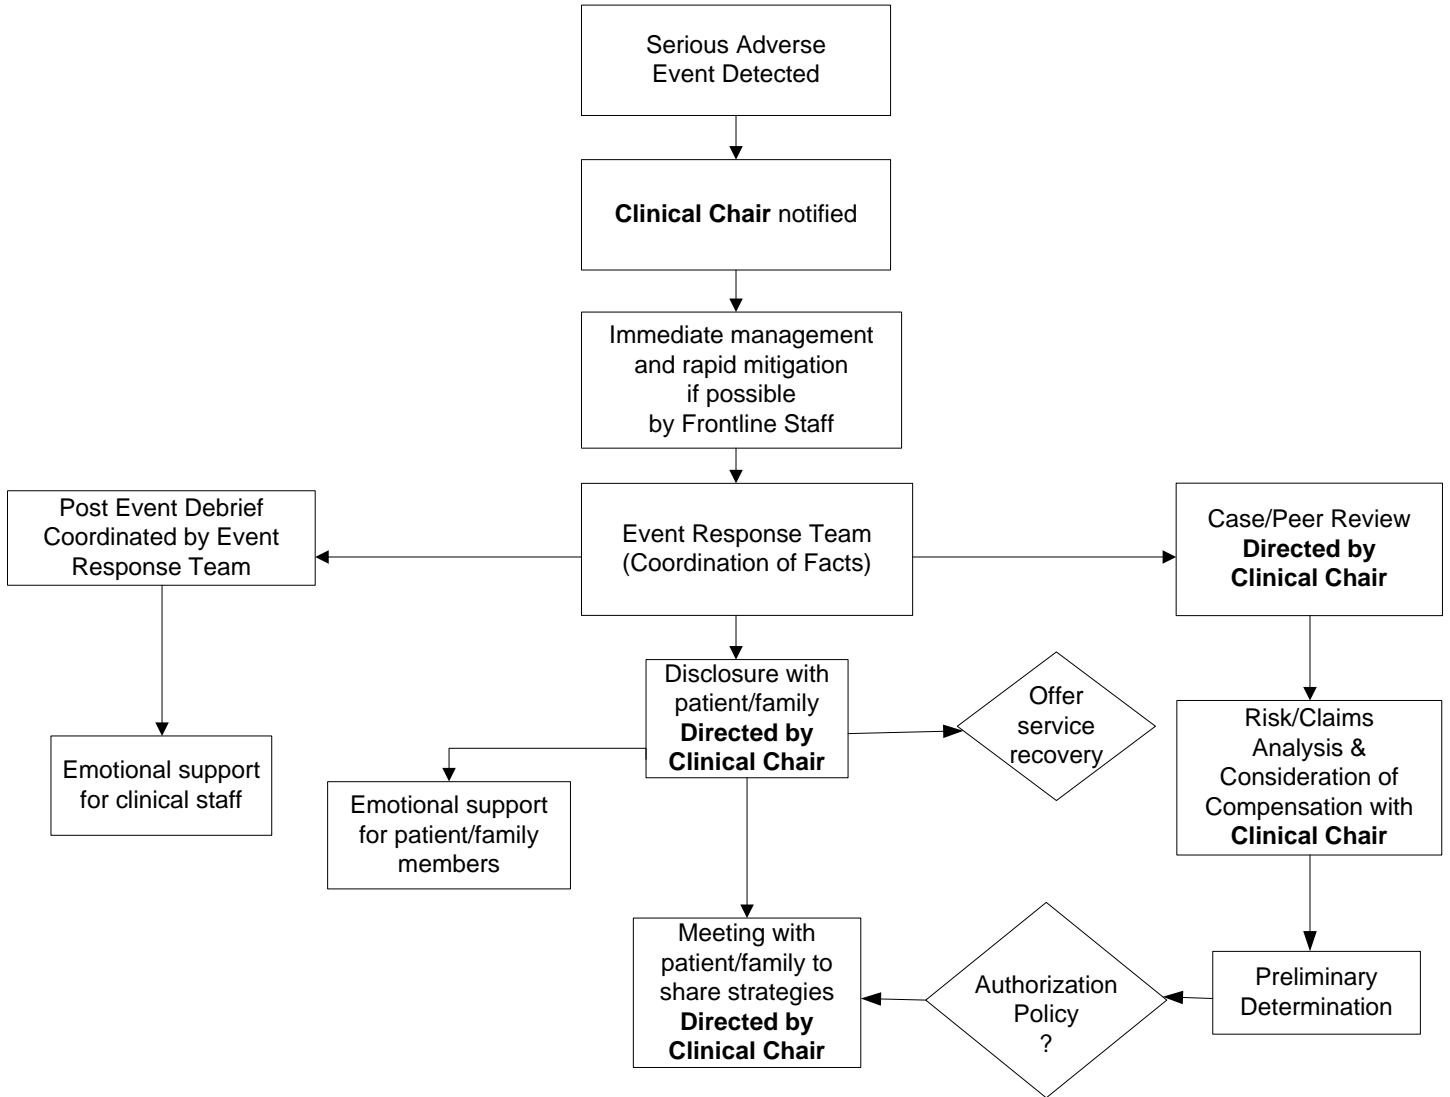 Serious Adverse
Event Detected
Clinical Chair notified
Immediate management
and rapid mitigation
if possible
by Frontline Staff
Post Event Debrief
Coordinated by Event
Response Team
Event Response Team
(Coordination of Facts)
Case/Peer Review
Directed by
Clinical Chair
Disclosure with
patient/family
Directed by
Clinical Chair
Offer
service
recovery
Risk/Claims
Analysis &
Consideration of
Compensation with
Clinical Chair
Emotional support
for clinical staff
Emotional support
for patient/family
members
Meeting with
patient/family to
share strategies
Directed by
Clinical Chair
Authorization
Policy
?
Preliminary
Determination